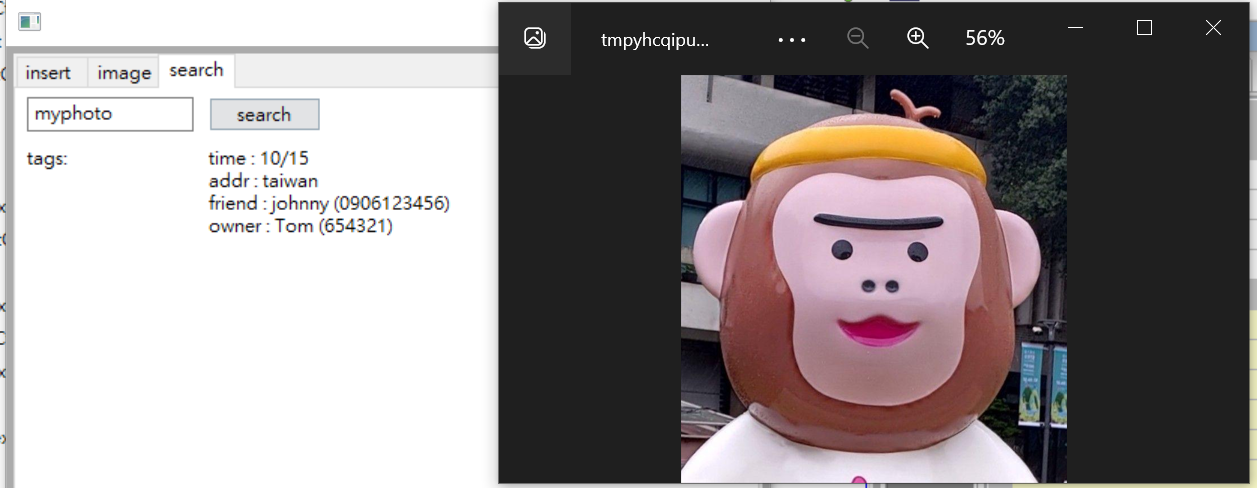 insert image search
myphoto search
tags: time : 10/15
addr : taiwan
friend : johnny (0906123456)
owner : Tom (654321)
tmpyhcqipu... ... 56%